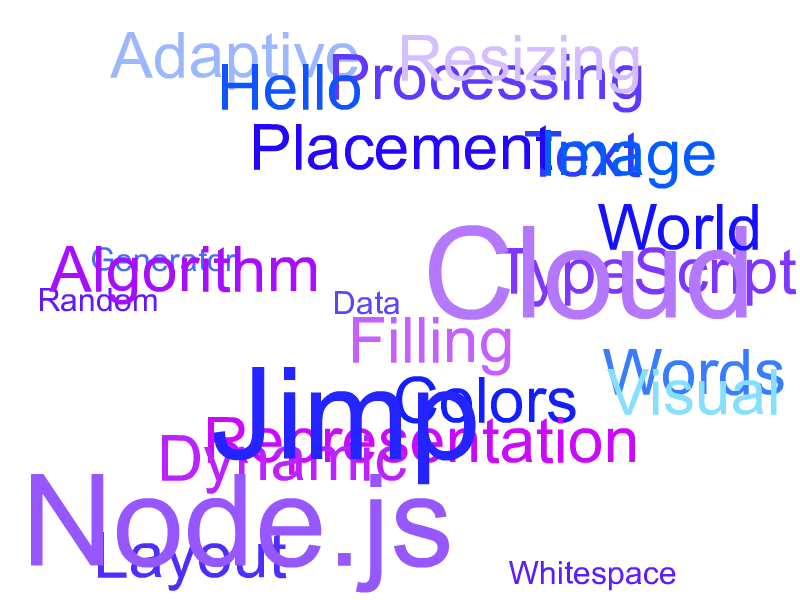 Adaptive
Resizing
Processing
Hello
Placement
Text
Image
World
Cloud
TypeScript
Generator
Algorithm
Random
Data
Filling
Words
Visual
Colors
Jimp
Representation
Dynamic
Node.js
Layout
Whitespace